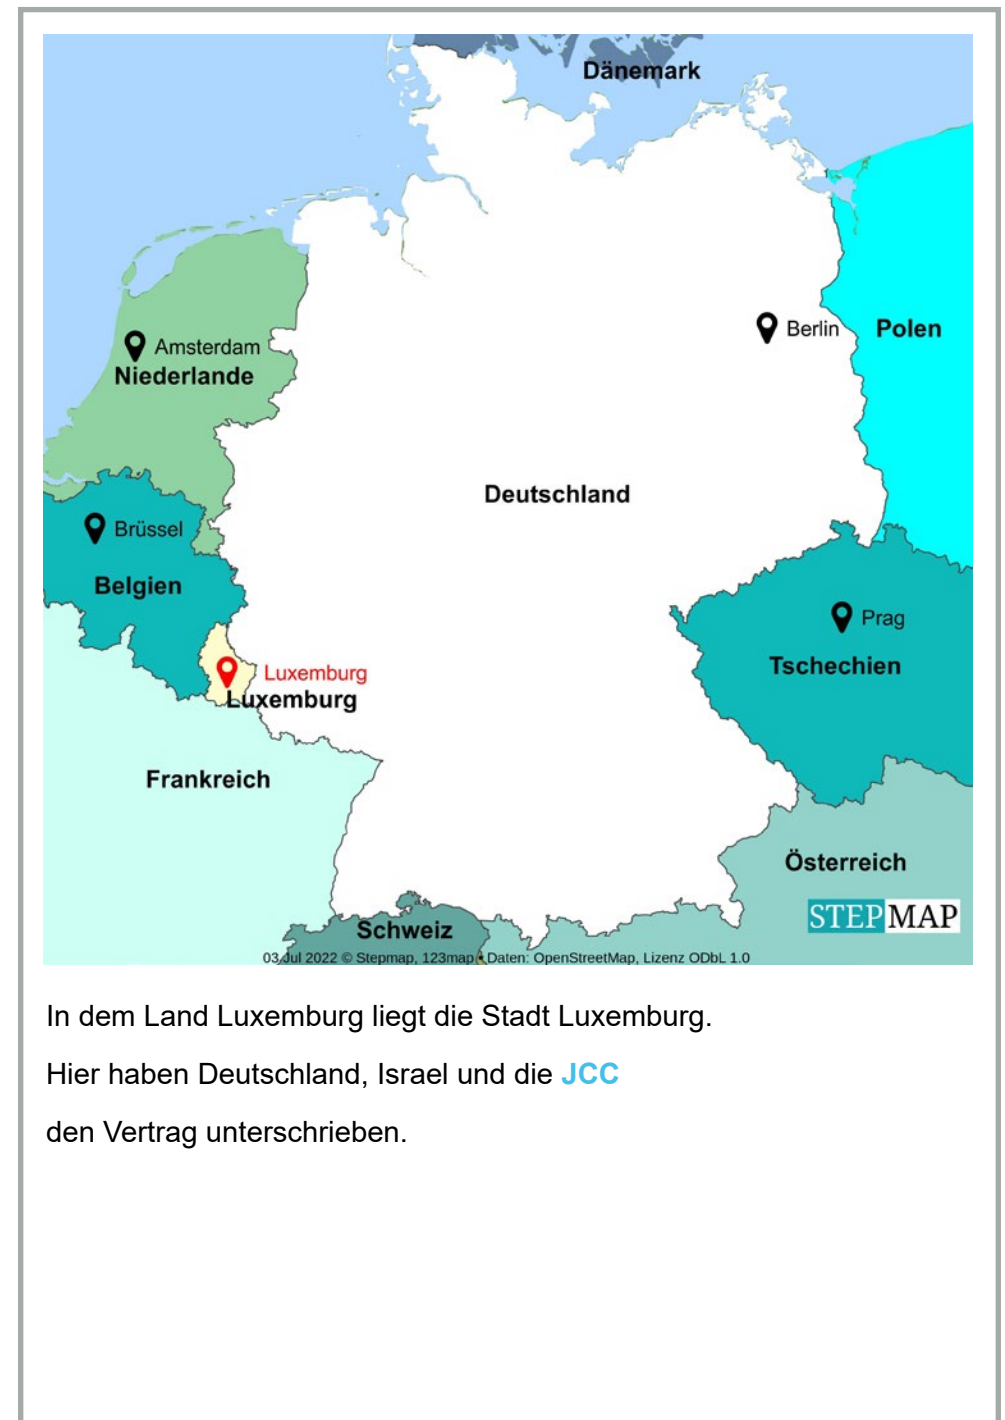 Dänemark
Berlin
Polen
Amsterdam
Niederlande
Deutschland
Brüssel
Belgien
Prag
Tschechien
Luxemburg
Luxemburg
Frankreich
Österreich
STEPMAP
Schweiz
03 Jul 2022 © Stepmap, 123map • Daten: OpenStreetMap, Lizenz ODbL 1.0
In dem Land Luxemburg liegt die Stadt Luxemburg.
Hier haben Deutschland, Israel und die JCC
den Vertrag unterschrieben.